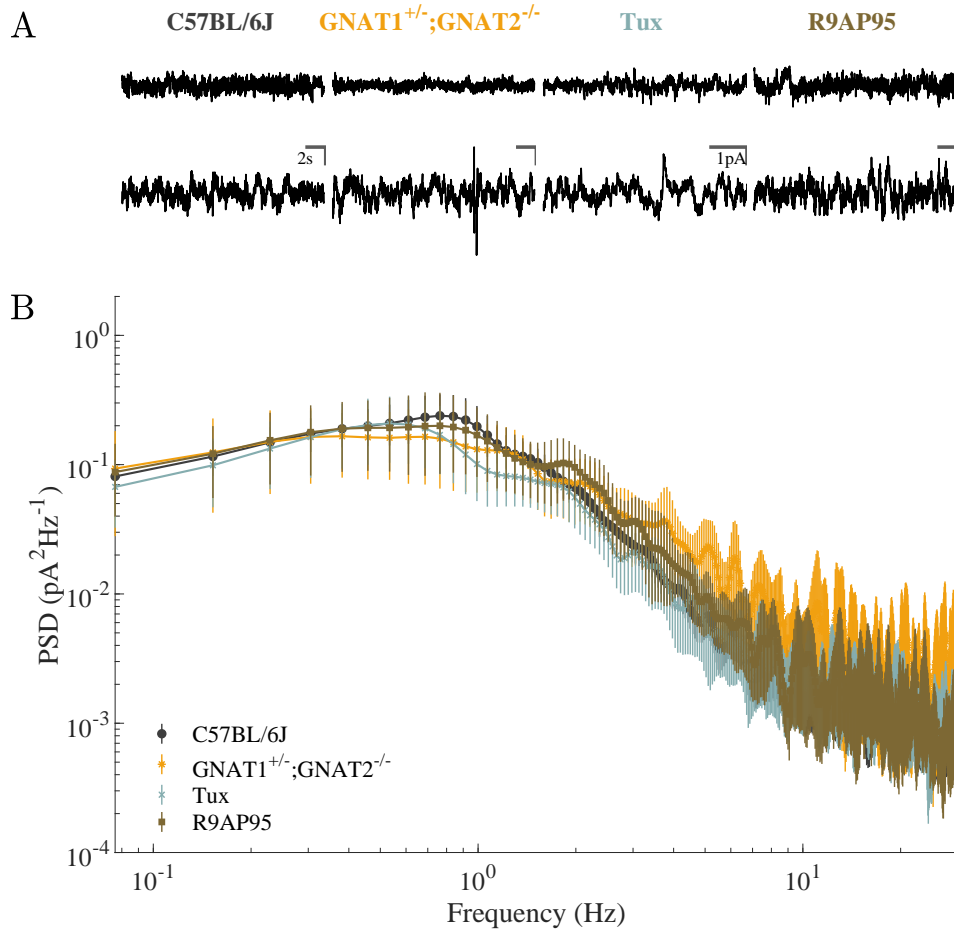 A
C57BL/6J GNAT1+/-;GNAT2-/- Tux R9AP95
2s 1pA
B
10^0
10^-1
10^-2
10^-3
10^-4
PSD (pA^2Hz^-1)
C57BL/6J
GNAT1+/-;GNAT2-/-
Tux
R9AP95
10^-1 10^0 10^1
Frequency (Hz)